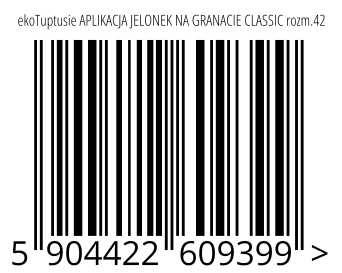 ekoTuptusie APLIKACJA JELONEK NA GRANACIE CLASSIC rozm.42
5 904422 609399 >